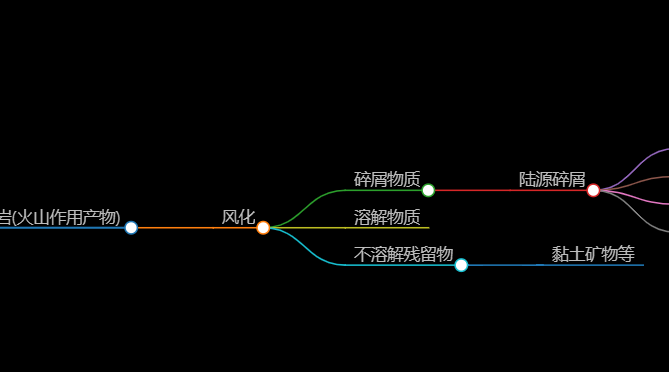 岩(火山作用产物)
风化
碎屑物质
陆源碎屑
溶解物质
不溶解残留物
黏土矿物等